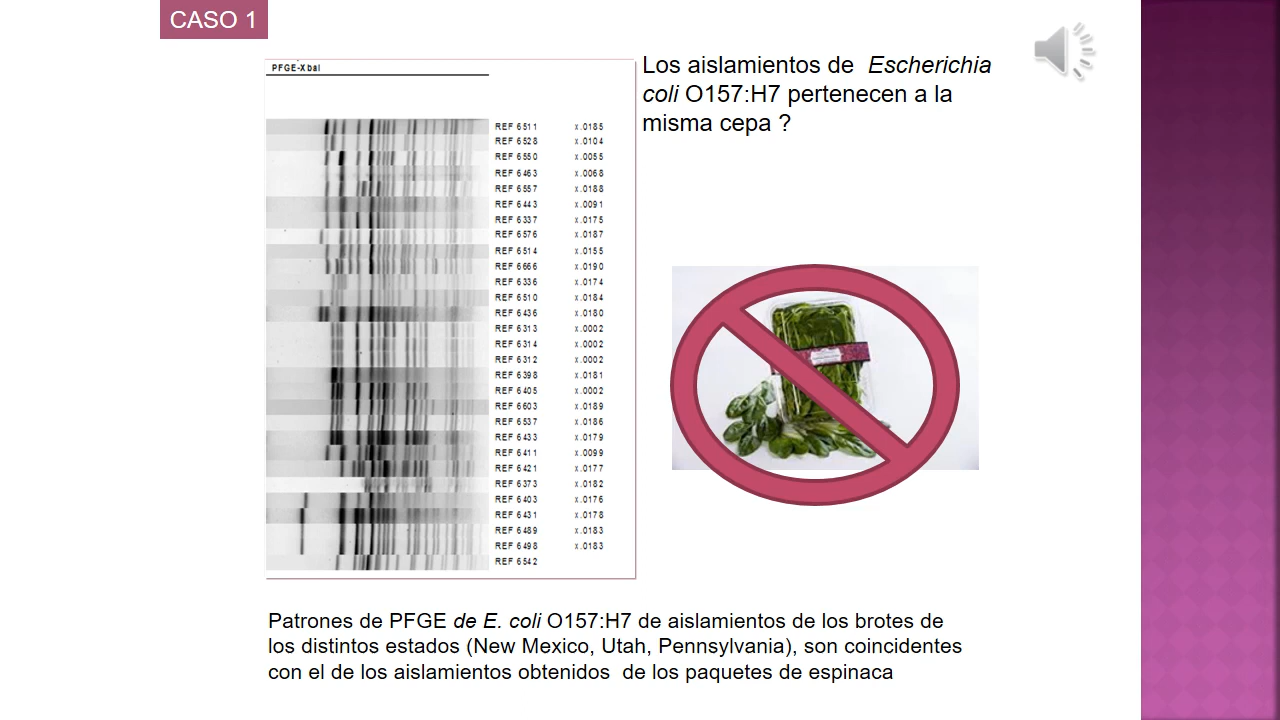 CASO 1
PFGE-XbaI
REF 6511 x.0185
REF 6528 x.0104
REF 6550 x.0055
REF 6463 x.0068
REF 6557 x.0188
REF 6443 x.0091
REF 6337 x.0175
REF 6576 x.0187
REF 6514 x.0155
REF 6666 x.0190
REF 6336 x.0174
REF 6510 x.0184
REF 6436 x.0180
REF 6313 x.0002
REF 6314 x.0002
REF 6312 x.0002
REF 6398 x.0181
REF 6405 x.0002
REF 6603 x.0189
REF 6537 x.0186
REF 6433 x.0179
REF 6411 x.0099
REF 6421 x.0177
REF 6373 x.0182
REF 6403 x.0176
REF 6431 x.0178
REF 6489 x.0183
REF 6498 x.0183
REF 6542
Los aislamientos de Escherichia
coli O157:H7 pertenecen a la
misma cepa ?
Patrones de PFGE de E. coli O157:H7 de aislamientos de los brotes de
los distintos estados (New Mexico, Utah, Pennsylvania), son coincidentes
con el de los aislamientos obtenidos de los paquetes de espinaca